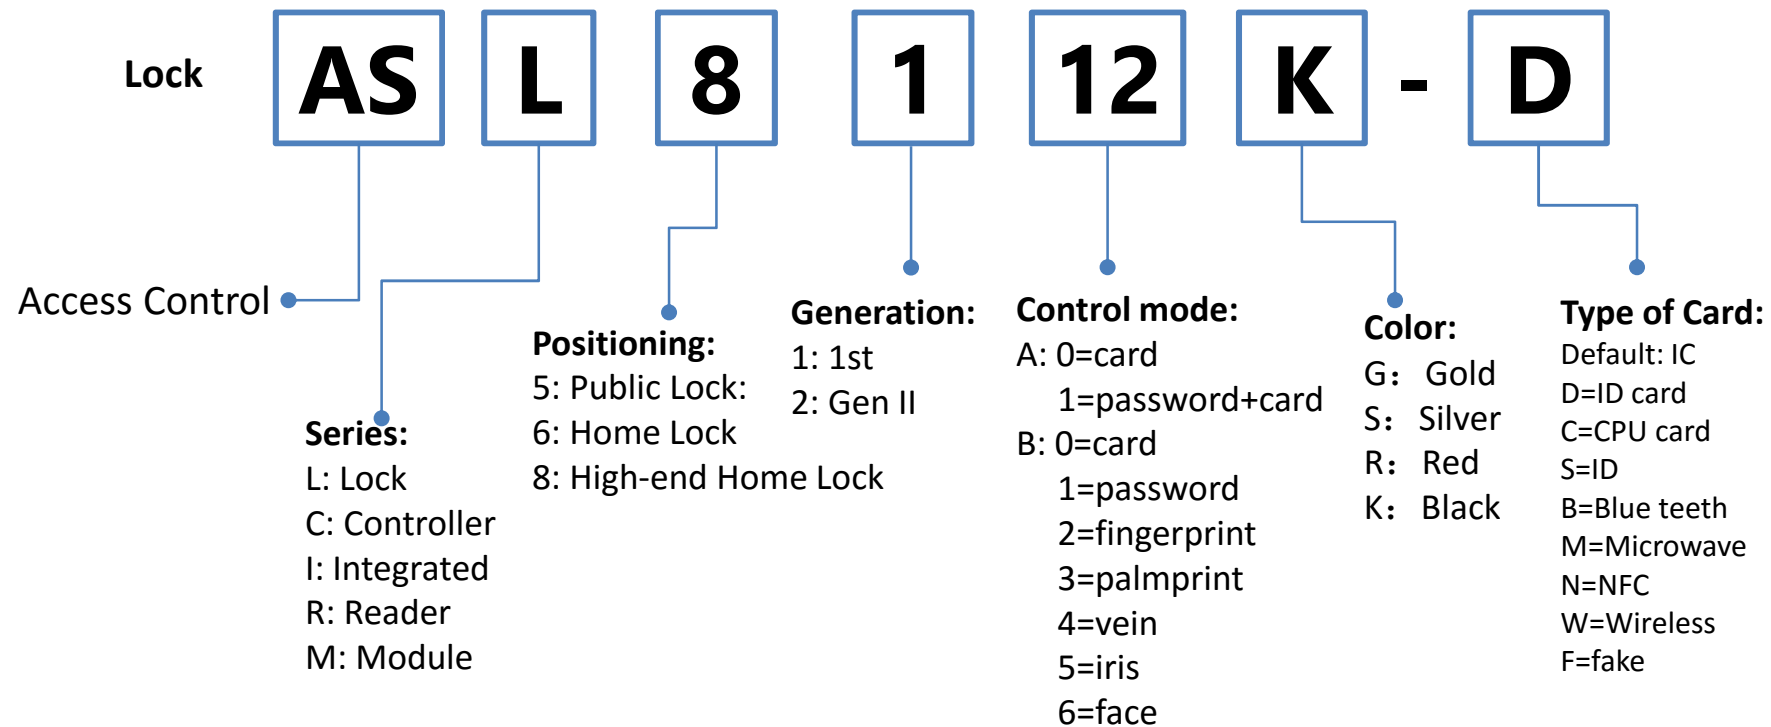 Lock AS L 8 1 12 K - D
Access Control
Series:
L: Lock
C: Controller
I: Integrated
R: Reader
M: Module
Positioning:
5: Public Lock:
6: Home Lock
8: High-end Home Lock
Generation:
1: 1st
2: Gen II
Control mode:
A: 0=card
1=password+card
B: 0=card
1=password
2=fingerprint
3=palmprint
4=vein
5=iris
6=face
Color:
G： Gold
S： Silver
R： Red
K： Black
Type of Card:
Default: IC
D=ID card
C=CPU card
S=ID
B=Blue teeth
M=Microwave
N=NFC
W=Wireless
F=fake